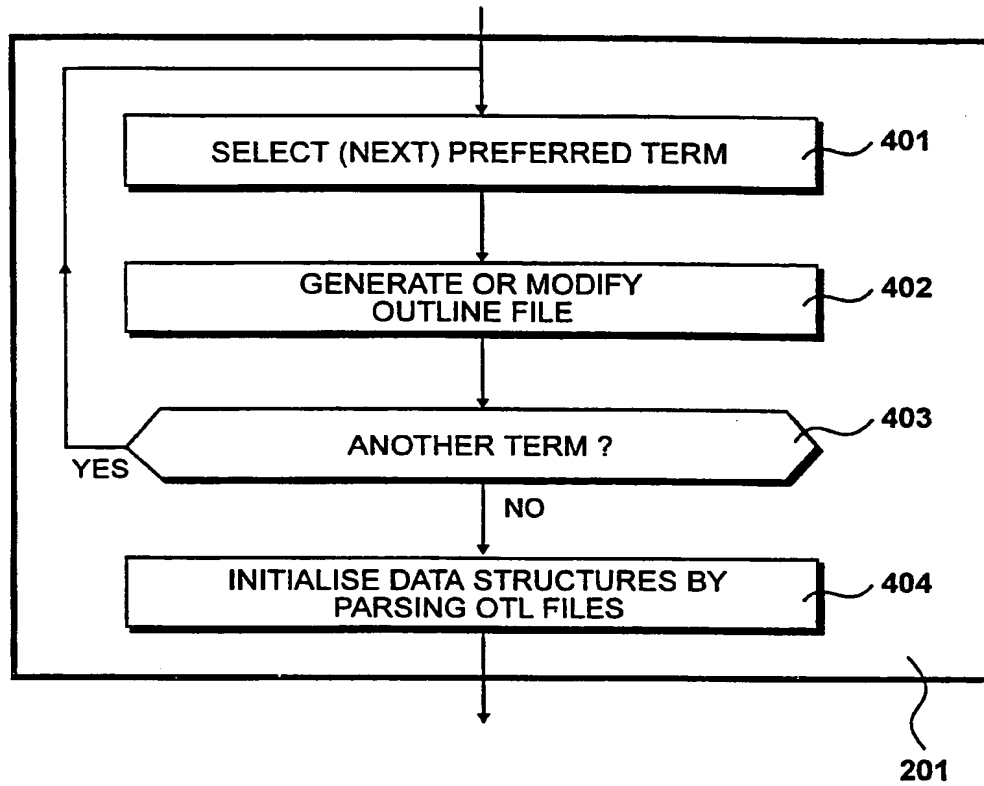 SELECT (NEXT) PREFERRED TERM
401
GENERATE OR MODIFY
OUTLINE FILE
402
ANOTHER TERM ?
403
YES
NO
INITIALISE DATA STRUCTURES BY
PARSING OTL FILES
404
201